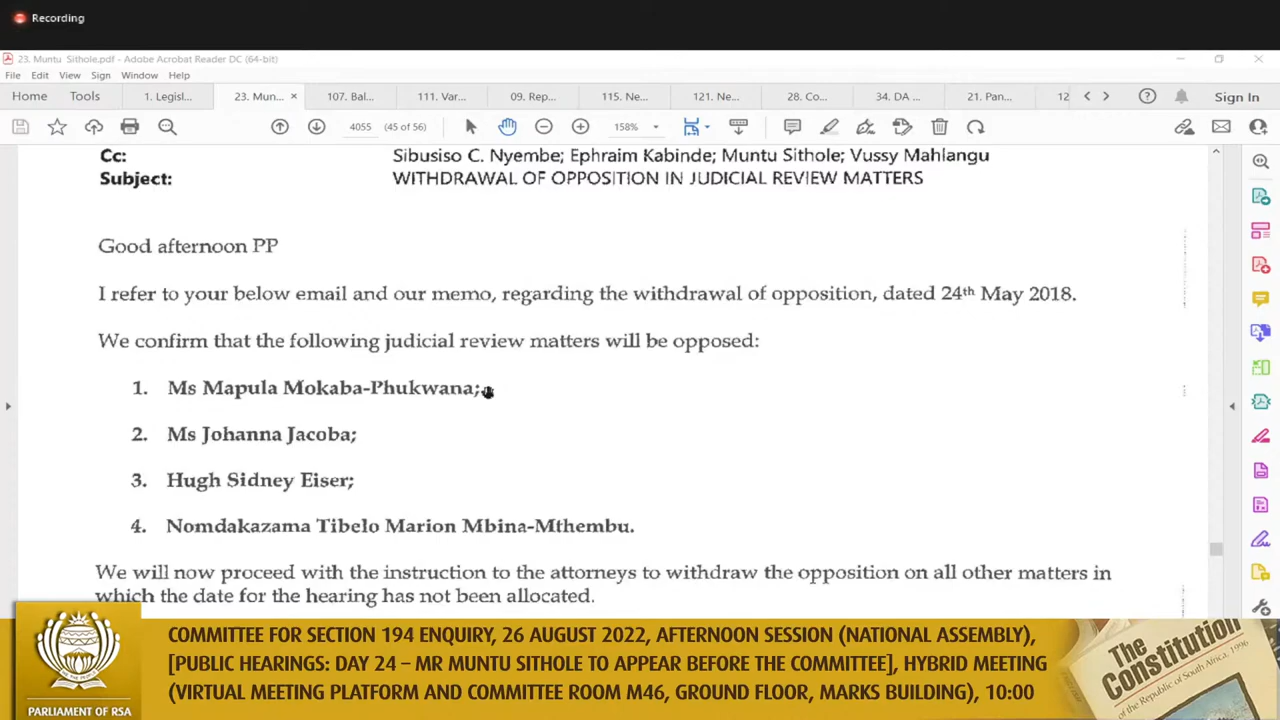 Recording
23. Muntu Sithole.pdf - Adobe Acrobat Reader DC (64-bit)
File Edit View Sign Window Help
Home Tools 1. Legisl... 23. Mun... × 107. Bal... 111. Var... 09. Rep... 115. Ne... 121. Ne... 28. Co... 34. DA ... 21. Pan... 12 Sign In
4055 (45 of 56) 158%
Cc: Sibusiso C. Nyembe; Ephraim Kabinde; Muntu Sithole; Vussy Mahlangu
Subject: WITHDRAWAL OF OPPOSITION IN JUDICIAL REVIEW MATTERS
Good afternoon PP
I refer to your below email and our memo, regarding the withdrawal of opposition, dated 24th May 2018.
We confirm that the following judicial review matters will be opposed:
1. Ms Mapula Mokaba-Phukwana;
2. Ms Johanna Jacoba;
3. Hugh Sidney Eiser;
4. Nomdakazama Tibelo Marion Mbina-Mthembu.
We will now proceed with the instruction to the attorneys to withdraw the opposition on all other matters in
which the date for the hearing has not been allocated.
COMMITTEE FOR SECTION 194 ENQUIRY, 26 AUGUST 2022, AFTERNOON SESSION (NATIONAL ASSEMBLY),
[PUBLIC HEARINGS: DAY 24 – MR MUNTU SITHOLE TO APPEAR BEFORE THE COMMITTEE], HYBRID MEETING
(VIRTUAL MEETING PLATFORM AND COMMITTEE ROOM M46, GROUND FLOOR, MARKS BUILDING), 10:00
PARLIAMENT OF RSA
The
Constitution
of the Republic of South Africa, 1996